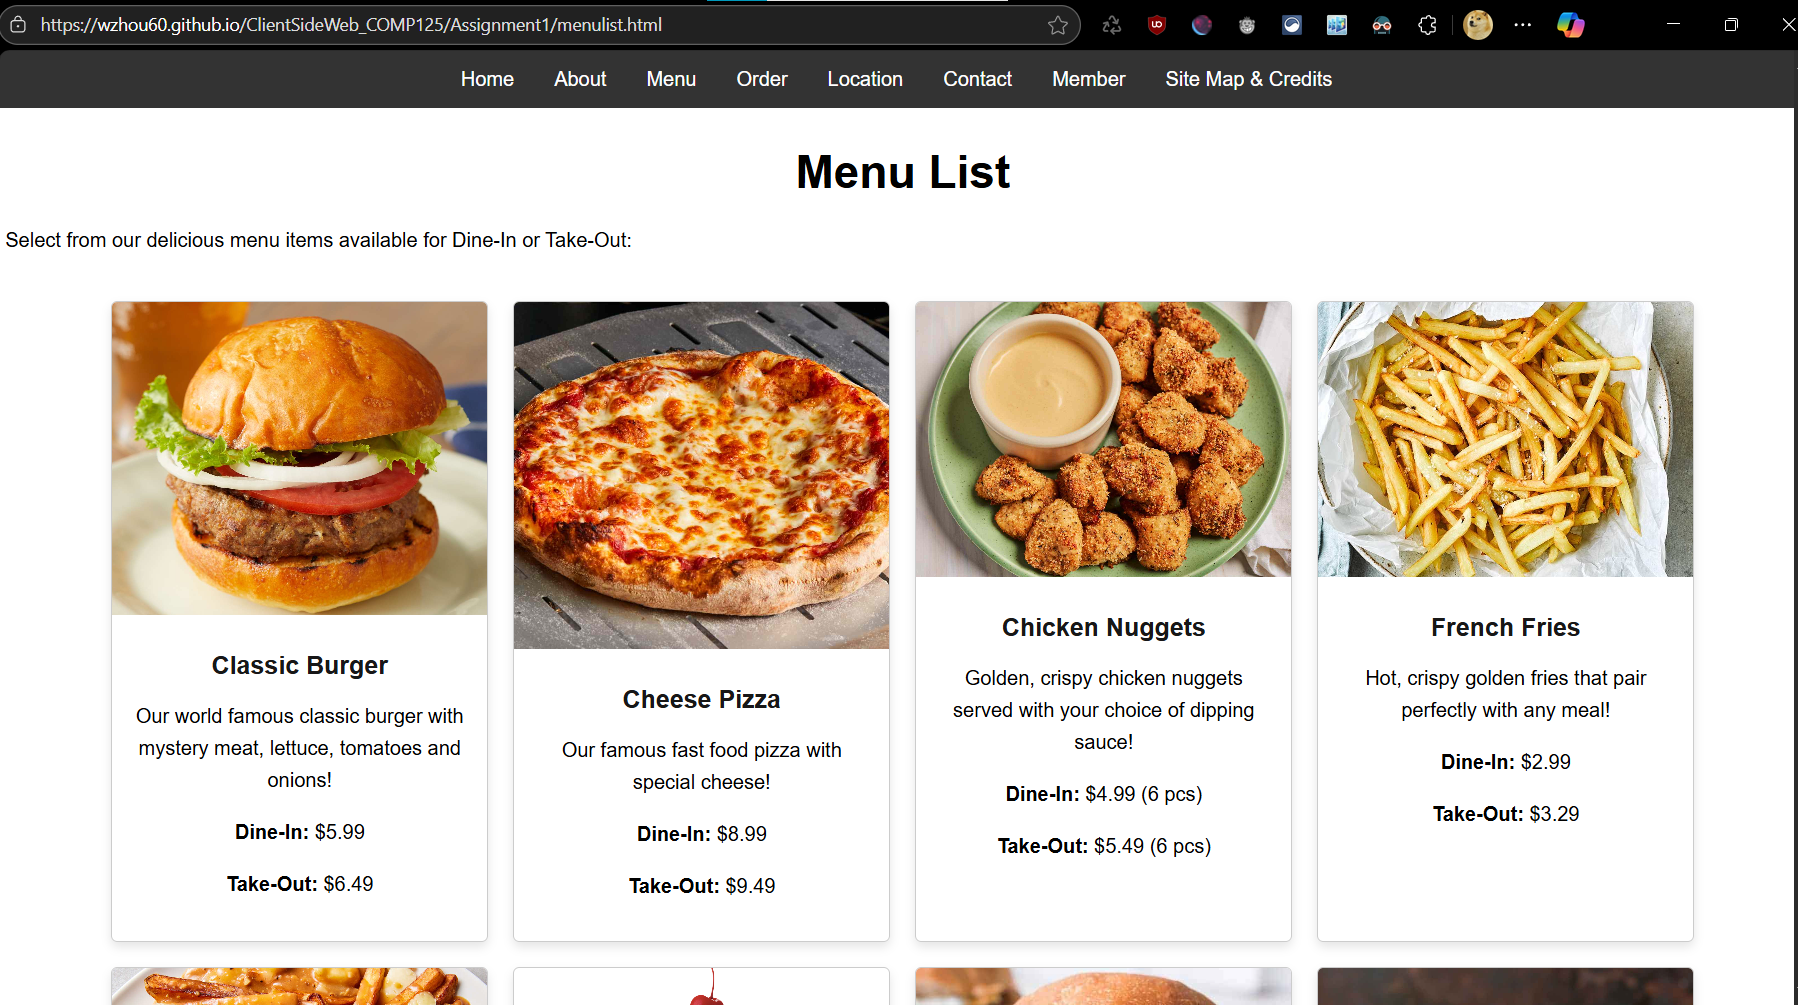 https://wzhou60.github.io/ClientSideWeb_COMP125/Assignment1/menulist.html
Home About Menu Order Location Contact Member Site Map & Credits
Menu List
Select from our delicious menu items available for Dine-In or Take-Out:
Classic Burger
Our world famous classic burger with
mystery meat, lettuce, tomatoes and
onions!
Dine-In: $5.99
Take-Out: $6.49
Cheese Pizza
Our famous fast food pizza with
special cheese!
Dine-In: $8.99
Take-Out: $9.49
Chicken Nuggets
Golden, crispy chicken nuggets
served with your choice of dipping
sauce!
Dine-In: $4.99 (6 pcs)
Take-Out: $5.49 (6 pcs)
French Fries
Hot, crispy golden fries that pair
perfectly with any meal!
Dine-In: $2.99
Take-Out: $3.29